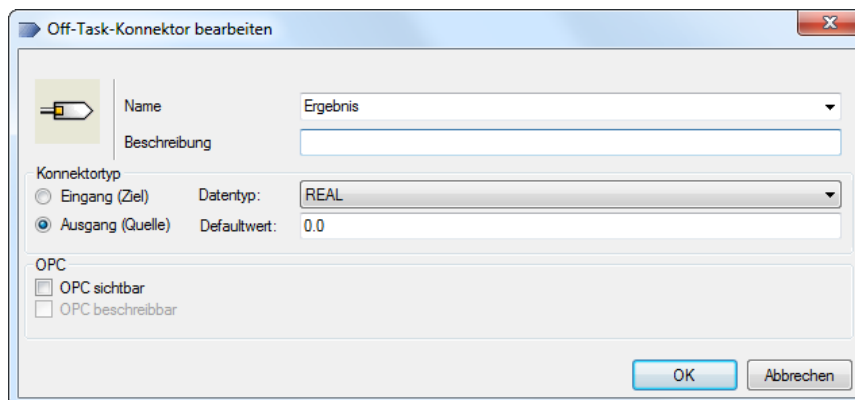 Off-Task-Konnektor bearbeiten
Name Ergebnis
Beschreibung
Konnektortyp
Eingang (Ziel) Datentyp: REAL
Ausgang (Quelle) Defaultwert: 0.0
OPC
OPC sichtbar
OPC beschreibbar
OK Abbrechen